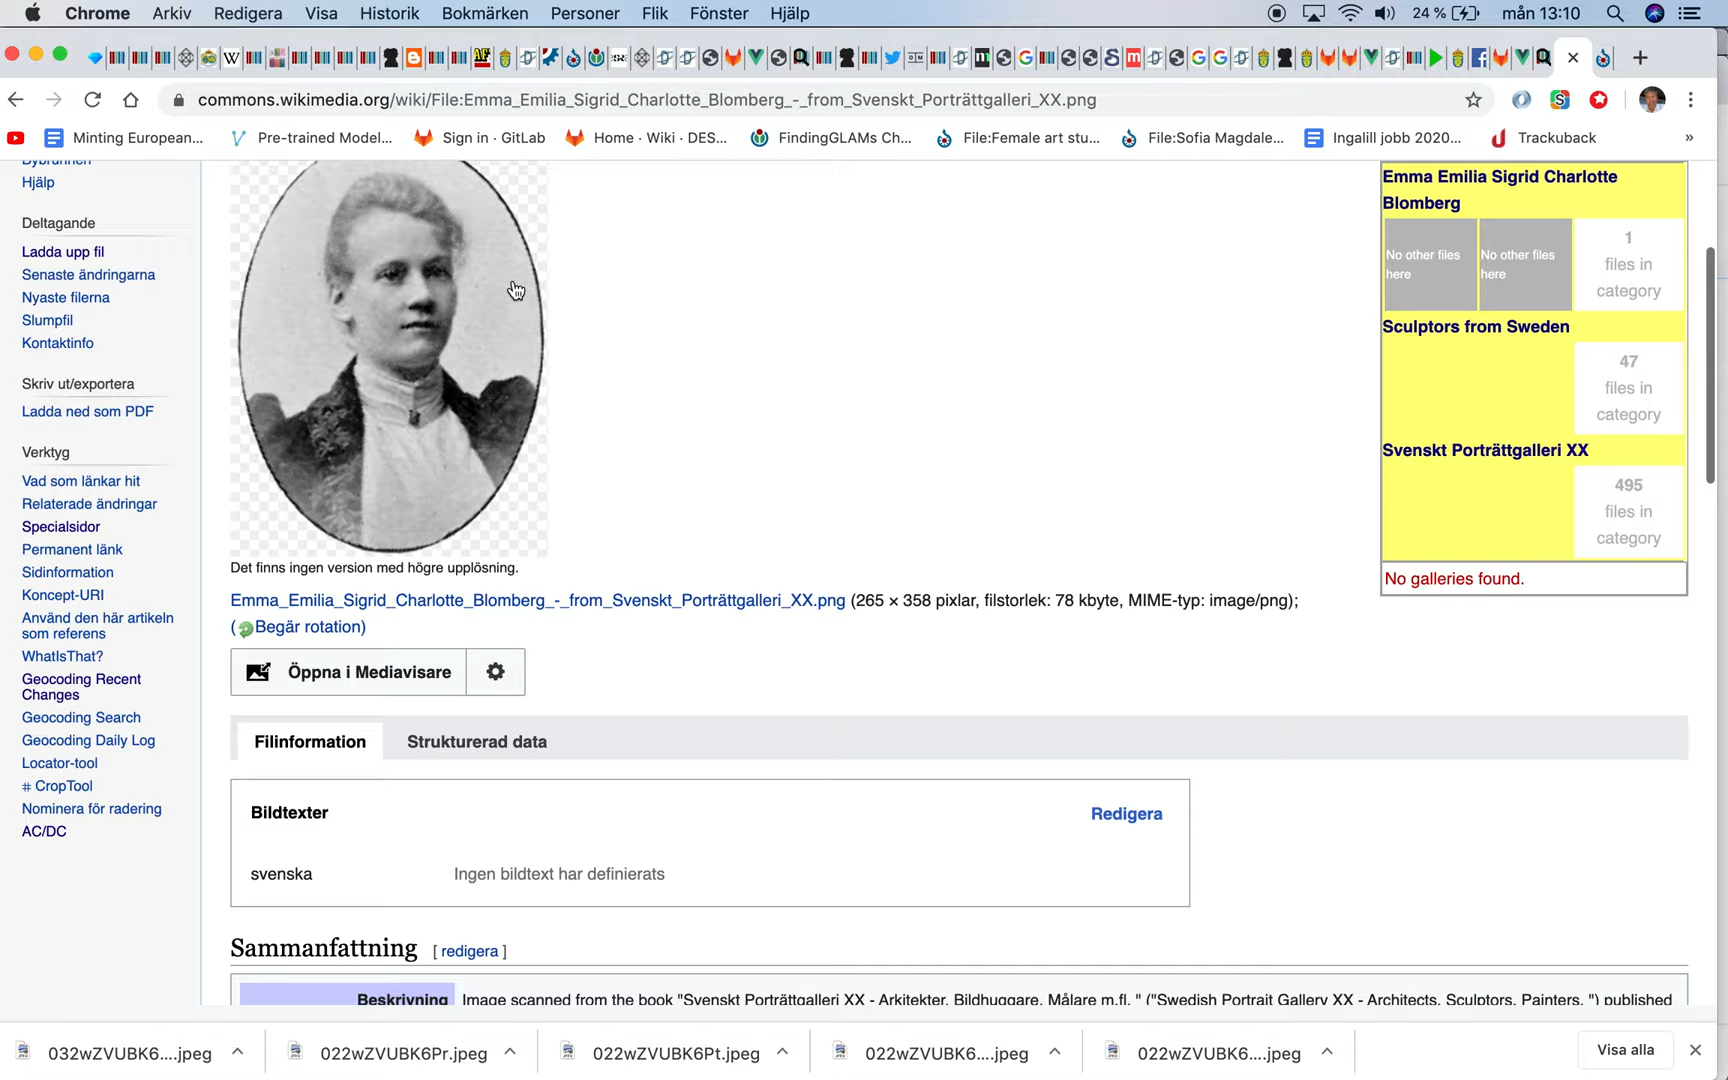 Chrome Arkiv Redigera Visa Historik Bokmärken Personer Flik Fönster Hjälp 24 % mån 13:10
commons.wikimedia.org/wiki/File:Emma_Emilia_Sigrid_Charlotte_Blomberg_-_from_Svenskt_Porträttgalleri_XX.png
Minting European... Pre-trained Model... Sign in · GitLab Home · Wiki · DES... FindingGLAMs Ch... File:Female art stu... File:Sofia Magdale... Ingalill jobb 2020... Trackuback »
Hjälp
Deltagande
Ladda upp fil
Senaste ändringarna
Nyaste filerna
Slumpfil
Kontaktinfo
Skriv ut/exportera
Ladda ned som PDF
Verktyg
Vad som länkar hit
Relaterade ändringar
Specialsidor
Permanent länk
Sidinformation
Koncept-URI
Använd den här artikeln
som referens
WhatIsThat?
Geocoding Recent
Changes
Geocoding Search
Geocoding Daily Log
Locator-tool
# CropTool
Nominera för radering
AC/DC
Det finns ingen version med högre upplösning.
Emma_Emilia_Sigrid_Charlotte_Blomberg_-_from_Svenskt_Porträttgalleri_XX.png (265 × 358 pixlar, filstorlek: 78 kbyte, MIME-typ: image/png);
(Begär rotation)
Öppna i Mediavisare
Filinformation Strukturerad data
Bildtexter Redigera
svenska Ingen bildtext har definierats
Sammanfattning [ redigera ]
Beskrivning Image scanned from the book "Svenskt Porträttgalleri XX - Arkitekter, Bildhuggare, Målare m.fl. " ("Swedish Portrait Gallery XX - Architects, Sculptors, Painters, ") published
Emma Emilia Sigrid Charlotte
Blomberg
No other files
here
No other files
here
1
files in
category
Sculptors from Sweden
47
files in
category
Svenskt Porträttgalleri XX
495
files in
category
No galleries found.
032wZVUBK6....jpeg 022wZVUBK6Pr.jpeg 022wZVUBK6Pt.jpeg 022wZVUBK6....jpeg 022wZVUBK6....jpeg Visa alla